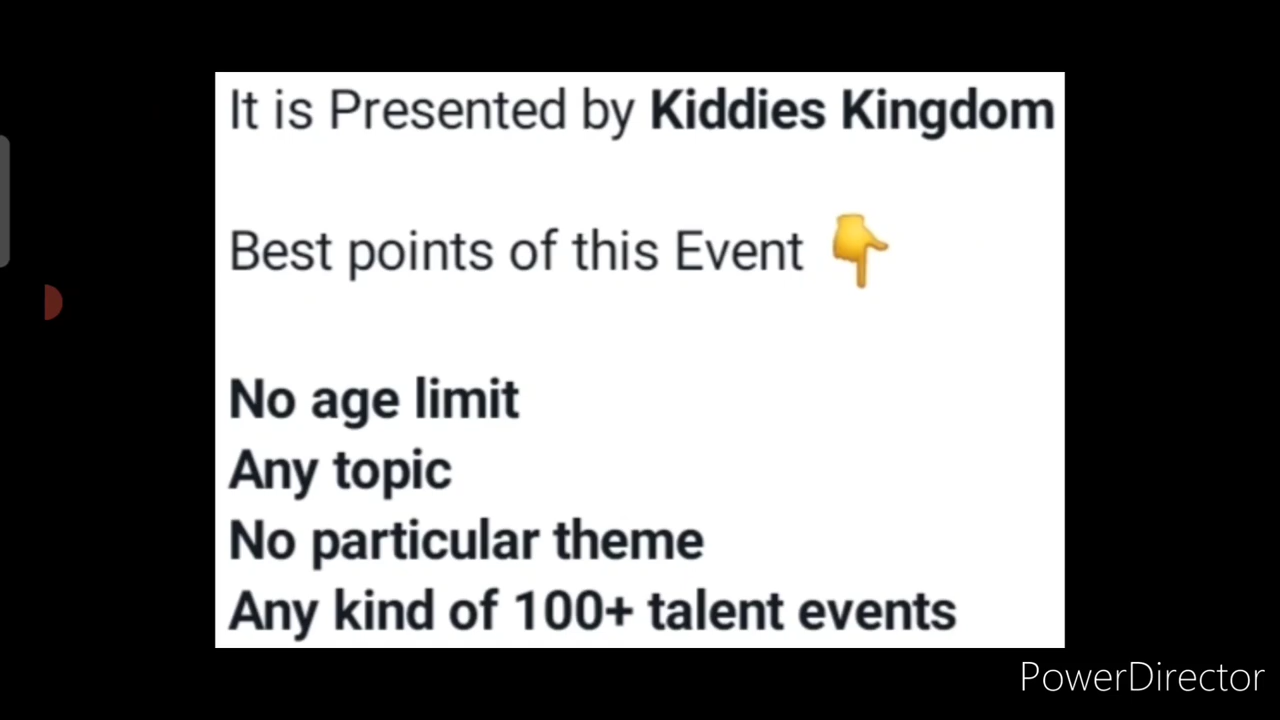 It is Presented by Kiddies Kingdom
Best points of this Event 👇
No age limit
Any topic
No particular theme
Any kind of 100+ talent events
PowerDirector